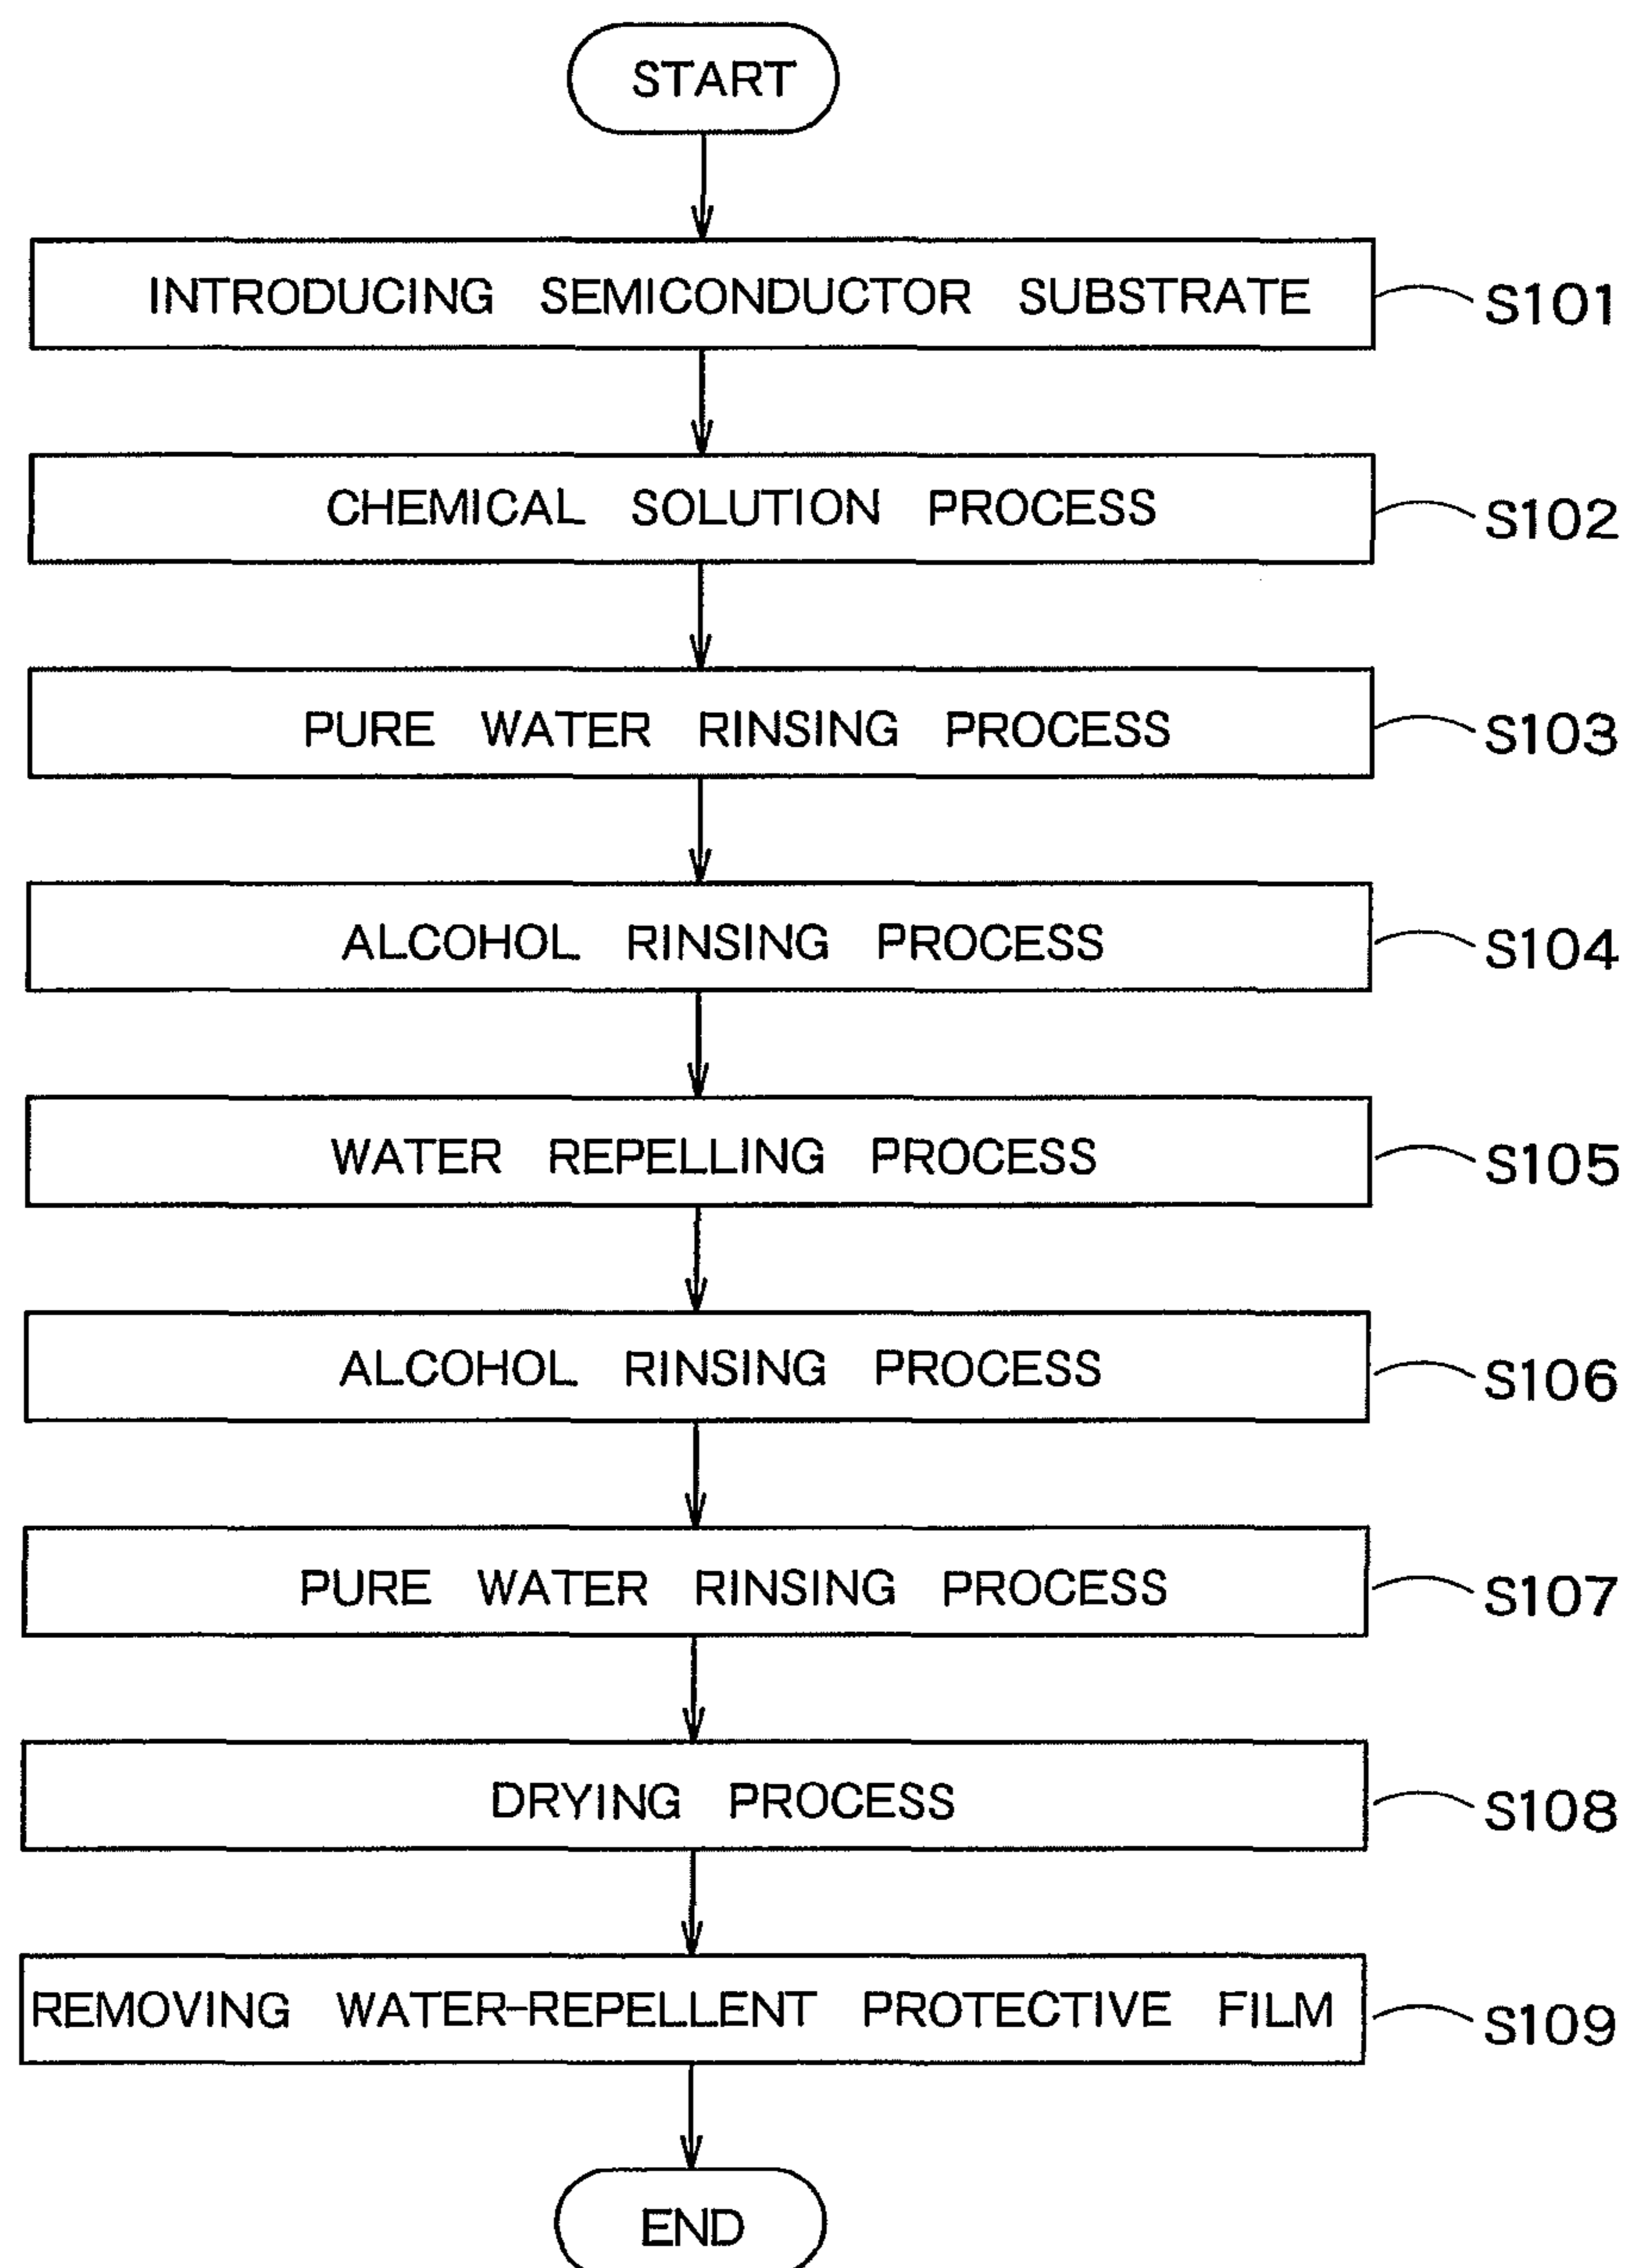 START
INTRODUCING SEMICONDUCTOR SUBSTRATE S101
CHEMICAL SOLUTION PROCESS S102
PURE WATER RINSING PROCESS S103
ALCOHOL RINSING PROCESS S104
WATER REPELLING PROCESS S105
ALCOHOL RINSING PROCESS S106
PURE WATER RINSING PROCESS S107
DRYING PROCESS S108
REMOVING WATER-REPELLENT PROTECTIVE FILM S109
END